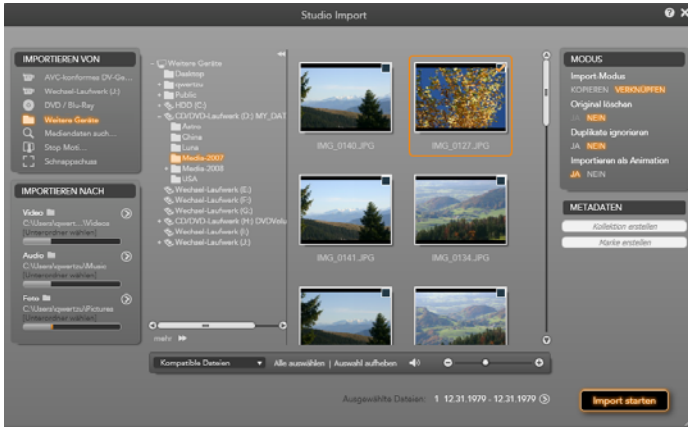 Studio Import
IMPORTIEREN VON
AVC-konformes DV-Ge...
Wechsel-Laufwerk (J:)
DVD / Blu-Ray
Weitere Geräte
Mediendaten such...
Stop Moti...
Schnappschuss
IMPORTIEREN NACH
Video
C:\Users\qwert...\Videos
[Unterordner wählen]
Audio
C:\Users\qwertzu\Music
[Unterordner wählen]
Foto
C:\Users\qwertzu\Pictures
[Unterordner wählen]
Weitere Geräte
Desktop
qwertzu
Public
HDD (C:)
CD/DVD-Laufwerk (D:) MY_DAT
Astro
China
Luna
Media-2007
Media-2008
USA
Wechsel-Laufwerk (E:)
Wechsel-Laufwerk (F:)
Wechsel-Laufwerk (G:)
CD/DVD-Laufwerk (H:) DVDVolu
Wechsel-Laufwerk (I:)
Wechsel-Laufwerk (J:)
mehr
IMG_0140.JPG
IMG_0127.JPG
IMG_0141.JPG
IMG_0134.JPG
Kompatible Dateien
Alle auswählen | Auswahl aufheben
Ausgewählte Dateien: 1 12.31.1979 - 12.31.1979
MODUS
Import-Modus
KOPIEREN VERKNÜPFEN
Original löschen
JA NEIN
Duplikate ignorieren
JA NEIN
Importieren als Animation
JA NEIN
METADATEN
Kollektion erstellen
Marke erstellen
Import starten